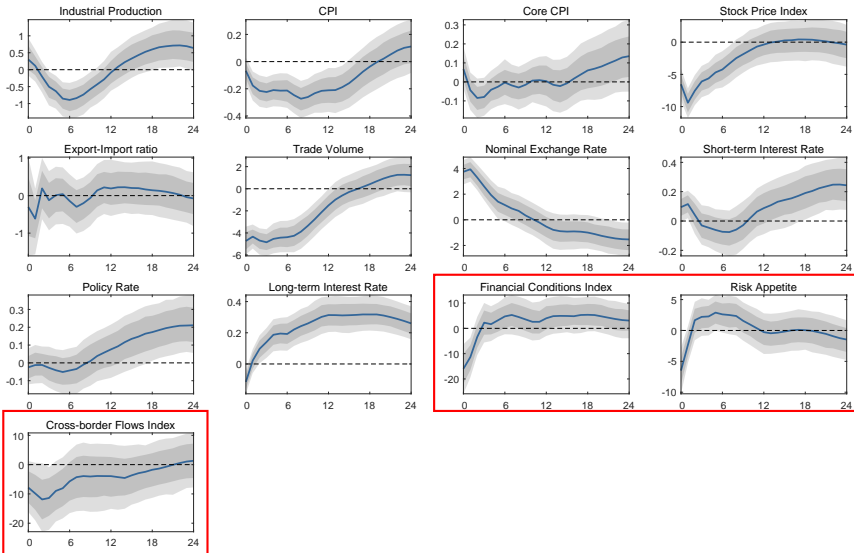 Industrial Production CPI Core CPI Stock Price Index
1 0.5 0 -0.5 -1
0.2 0 -0.2 -0.4
0.3 0.2 0.1 0 -0.1
0 -5 -10
0 6 12 18 24 0 6 12 18 24 0 6 12 18 24 0 6 12 18 24
Export-Import ratio Trade Volume Nominal Exchange Rate Short-term Interest Rate
1 0 -1
2 0 -2 -4 -6
4 2 0 -2
0.4 0.2 0 -0.2
0 6 12 18 24 0 6 12 18 24 0 6 12 18 24 0 6 12 18 24
Policy Rate Long-term Interest Rate Financial Conditions Index Risk Appetite
0.3 0.2 0.1 0 -0.1
0.4 0.2 0
10 0 -10 -20
5 0 -5 -10
0 6 12 18 24 0 6 12 18 24 0 6 12 18 24 0 6 12 18 24
Cross-border Flows Index
10 0 -10 -20
0 6 12 18 24